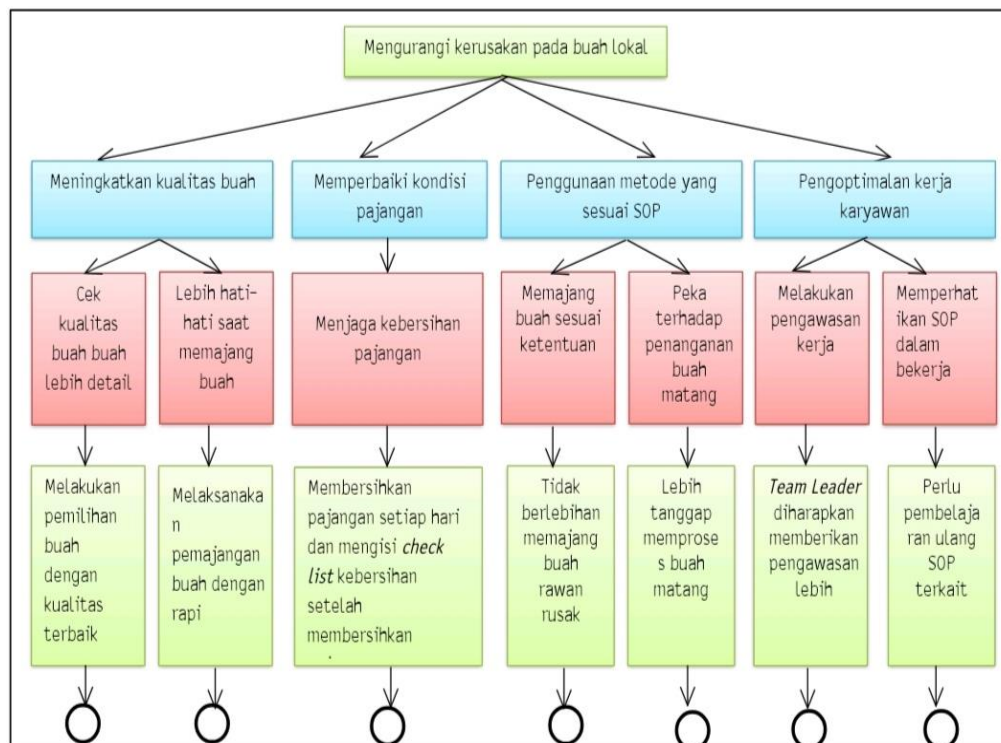 Mengurangi kerusakan pada buah lokal
Meningkatkan kualitas buah
Memperbaiki kondisi
pajangan
Penggunaan metode yang
sesuai SOP
Pengoptimalan kerja
karyawan
Cek
kualitas
buah buah
lebih detail
Lebih hati-
hati saat
memajang
buah
Menjaga kebersihan
pajangan
Memajang
buah sesuai
ketentuan
Peka
terhadap
penanganan
buah
matang
Melakukan
pengawasan
kerja
Memperhat
ikan SOP
dalam
bekerja
Melakukan
pemilihan
buah
dengan
kualitas
terbaik
Melaksanaka
n
pemajangan
buah dengan
rapi
Membersihkan
pajangan setiap hari
dan mengisi check
list kebersihan
setelah
membersihkan
Tidak
berlebihan
memajang
buah
rawan
rusak
Lebih
tanggap
mempros
es buah
matang
Team Leader
diharapkan
memberikan
pengawasan
lebih
Perlu
pembelaja
ran ulang
SOP
terkait